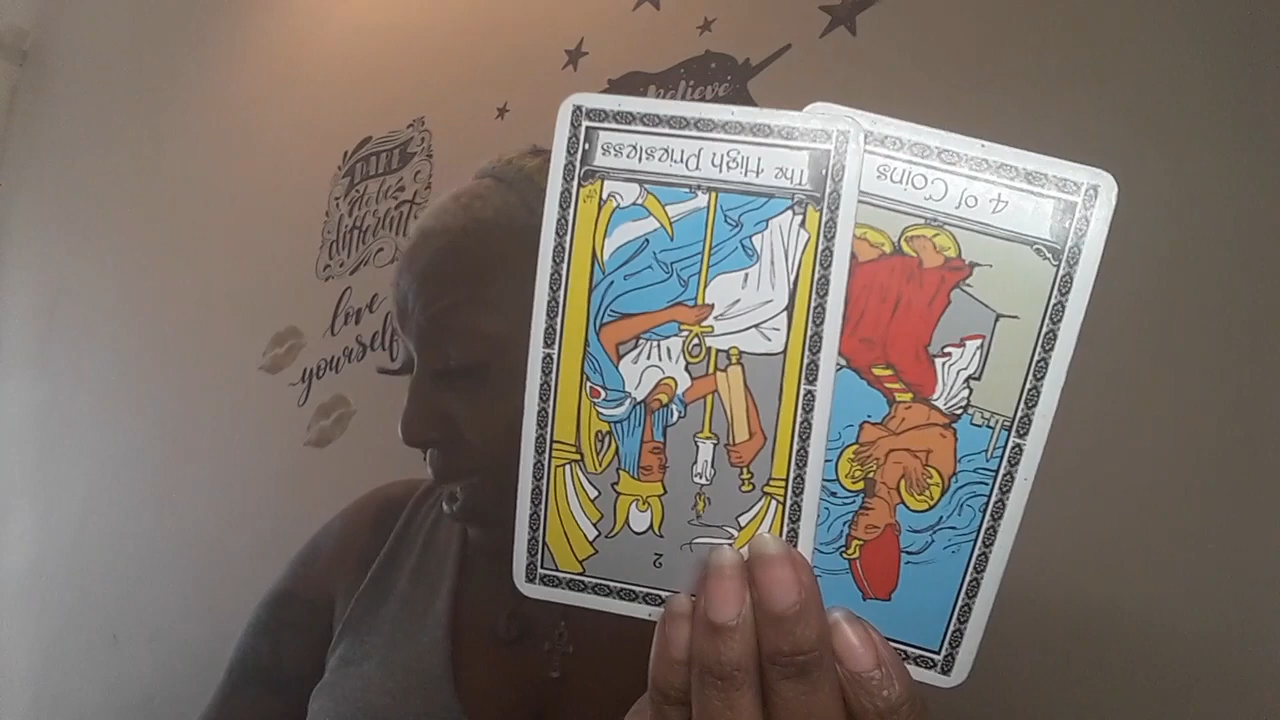 believe
DARE
to be
different
love
yourself
The High Priestess
2
4 of Coins